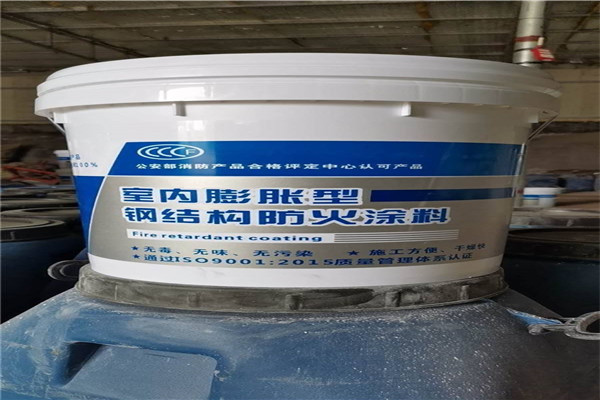 CCCF
公安部消防产品合格评定中心认可产品
室内膨胀型
钢结构防火涂料
Fire retardant coating
★无毒、无味、无污染 ★施工方便、干燥快
★通过ISO9001:2015质量管理体系认证